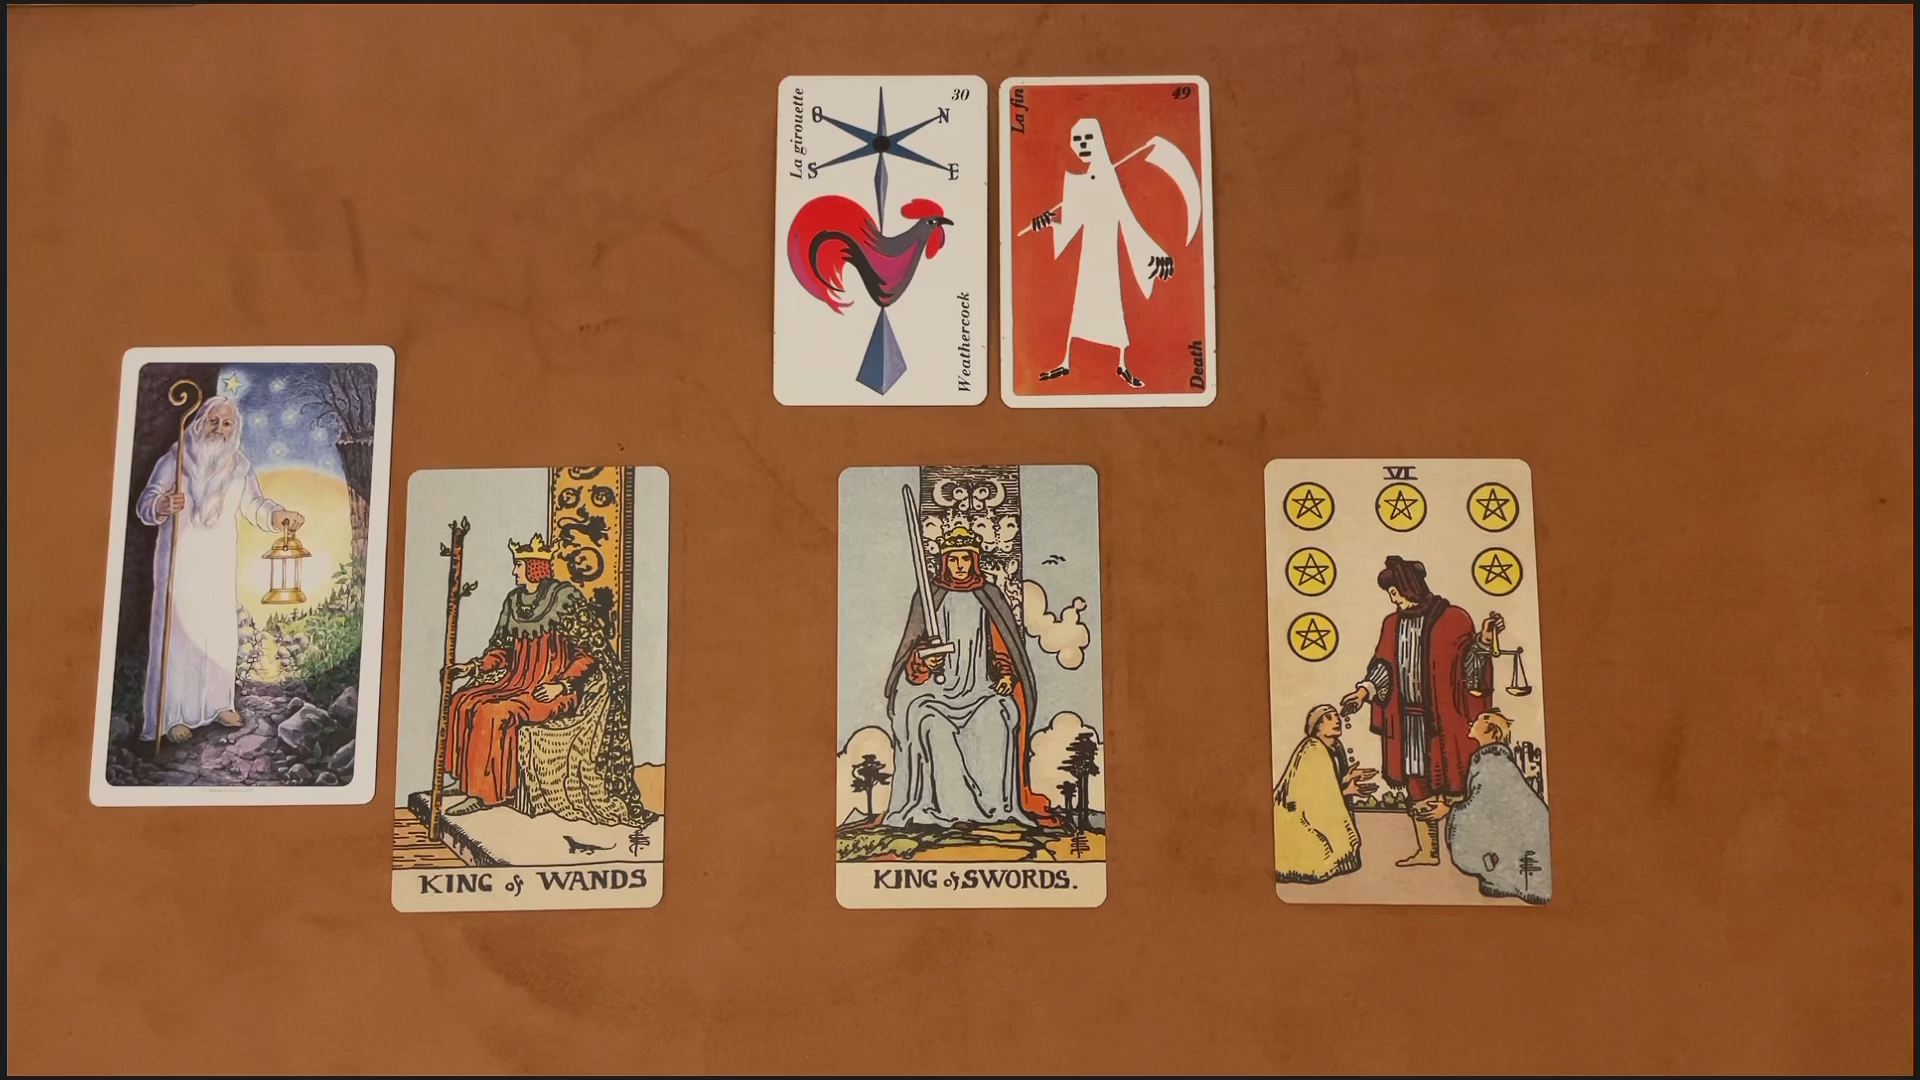 La girouette
30
O
N
S
E
Weathercock
La fin
49
Death
KING of WANDS
KING of SWORDS.
VI